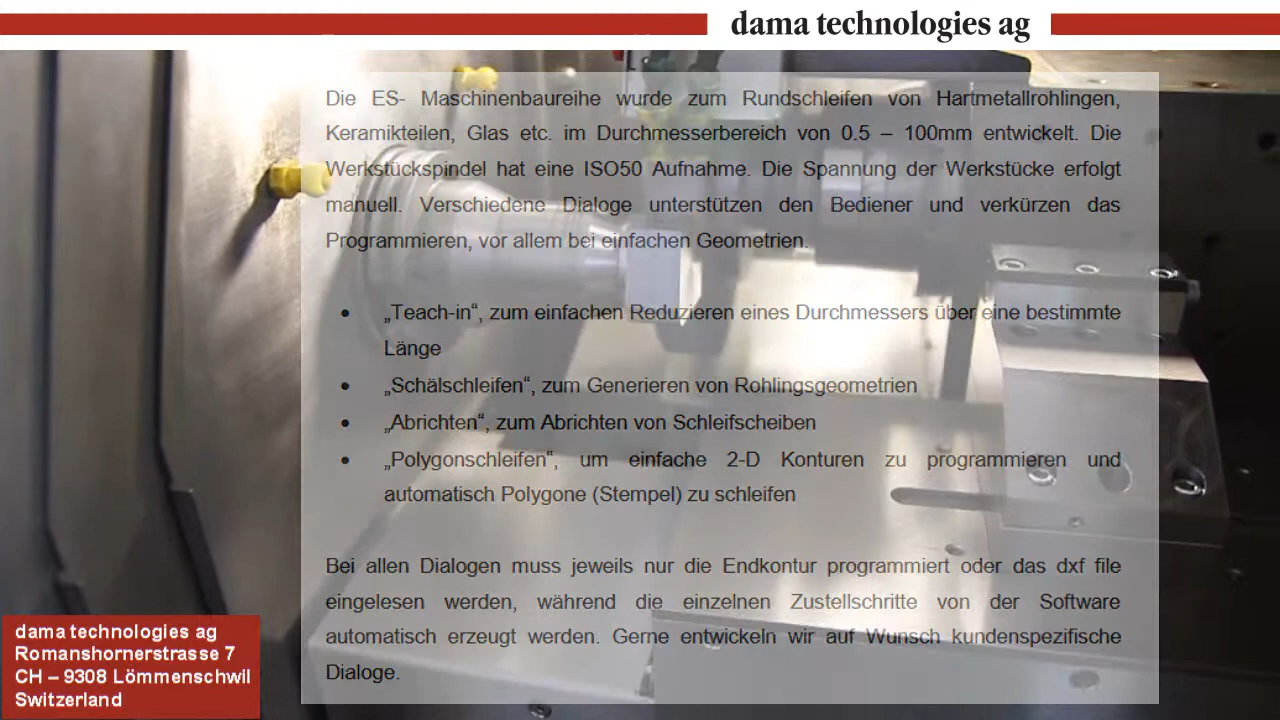 dama technologies ag
Die ES- Maschinenbaureihe wurde zum Rundschleifen von Hartmetallrohlingen,
Keramikteilen, Glas etc. im Durchmesserbereich von 0.5 – 100mm entwickelt. Die
Werkstückspindel hat eine ISO50 Aufnahme. Die Spannung der Werkstücke erfolgt
manuell. Verschiedene Dialoge unterstützen den Bediener und verkürzen das
Programmieren, vor allem bei einfachen Geometrien.
• „Teach-in“, zum einfachen Reduzieren eines Durchmessers über eine bestimmte
Länge
• „Schälschleifen“, zum Generieren von Rohlingsgeometrien
• „Abrichten“, zum Abrichten von Schleifscheiben
• „Polygonschleifen“, um einfache 2-D Konturen zu programmieren und
automatisch Polygone (Stempel) zu schleifen
Bei allen Dialogen muss jeweils nur die Endkontur programmiert oder das dxf file
eingelesen werden, während die einzelnen Zustellschritte von der Software
automatisch erzeugt werden. Gerne entwickeln wir auf Wunsch kundenspezifische
Dialoge.
dama technologies ag
Romanshornerstrasse 7
CH – 9308 Lömmenschwil
Switzerland